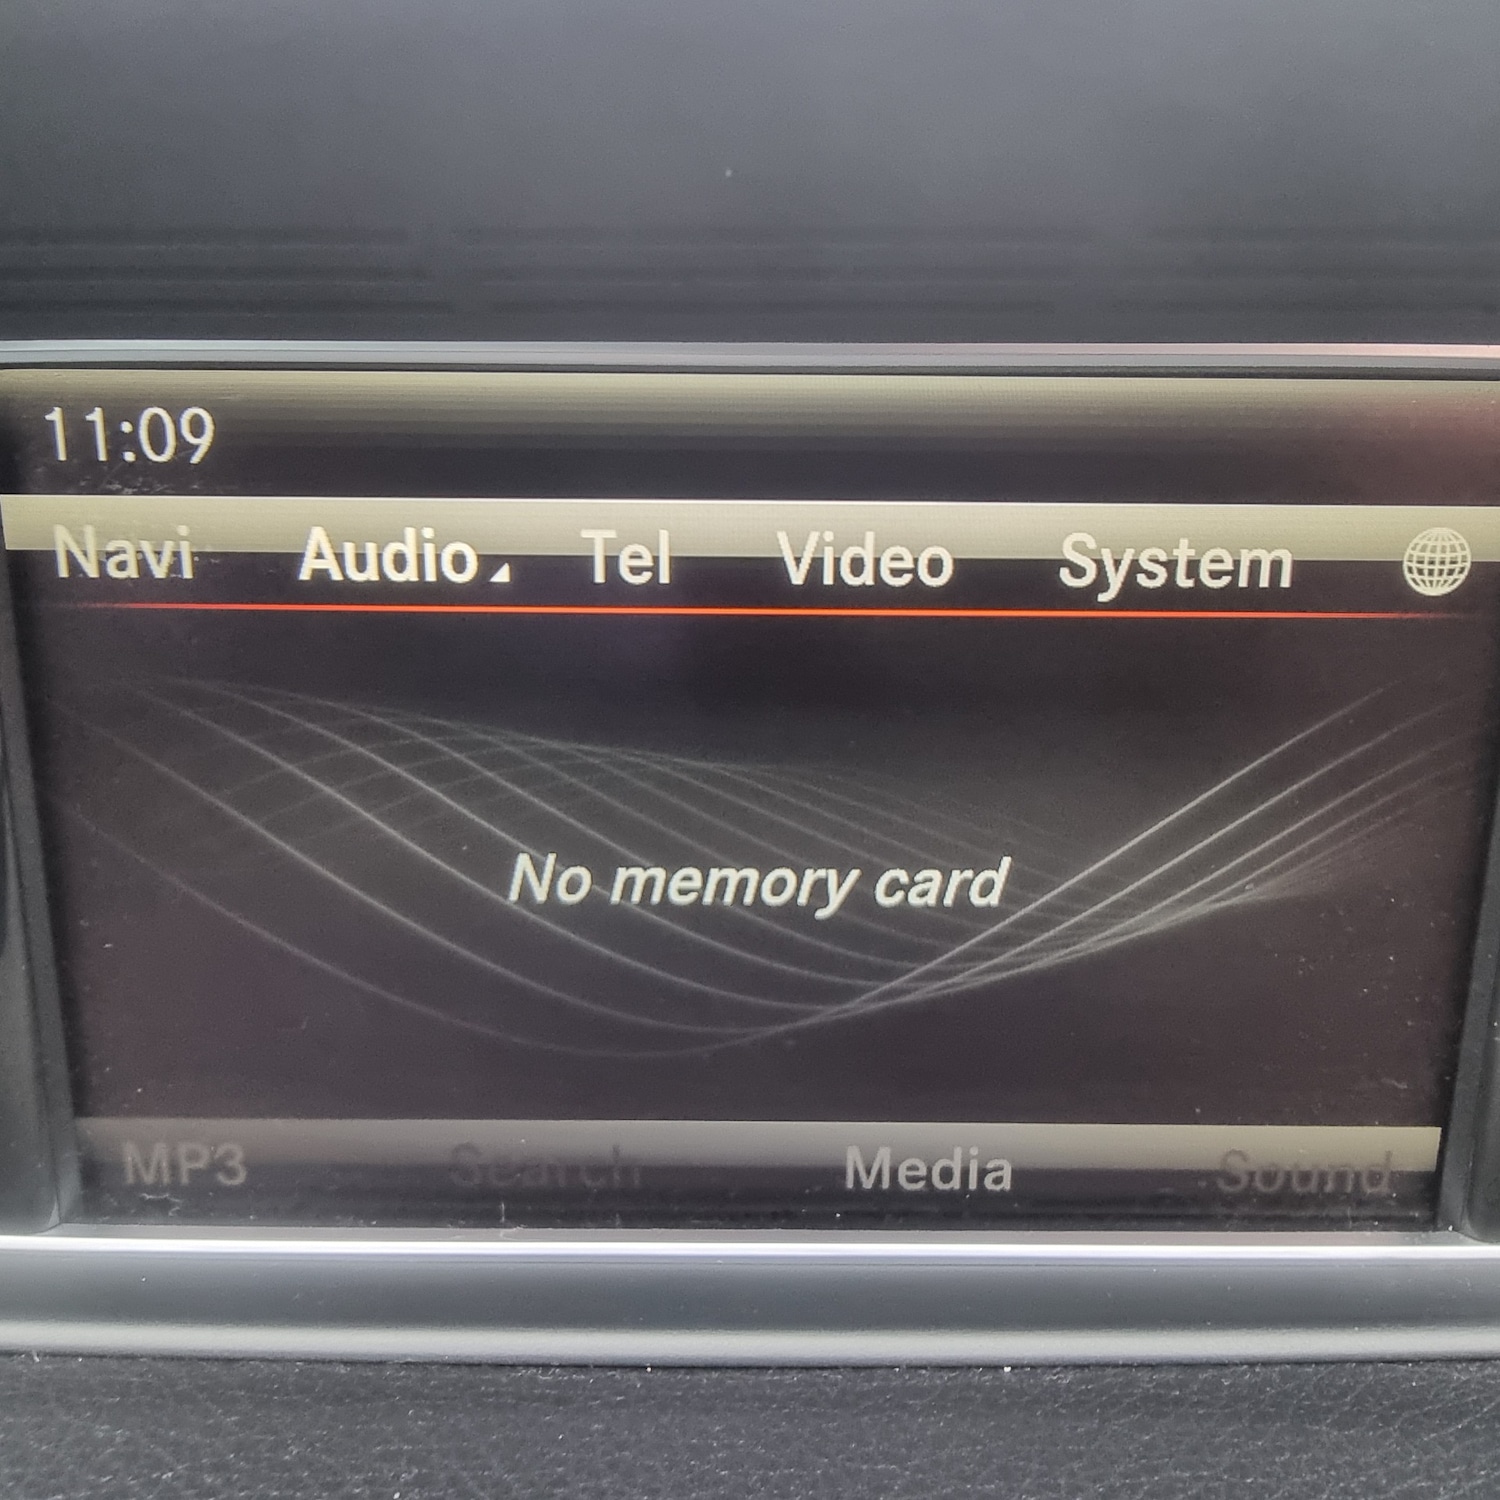 11:09
Navi Audio Tel Video System
No memory card
MP3 Search Media Sound